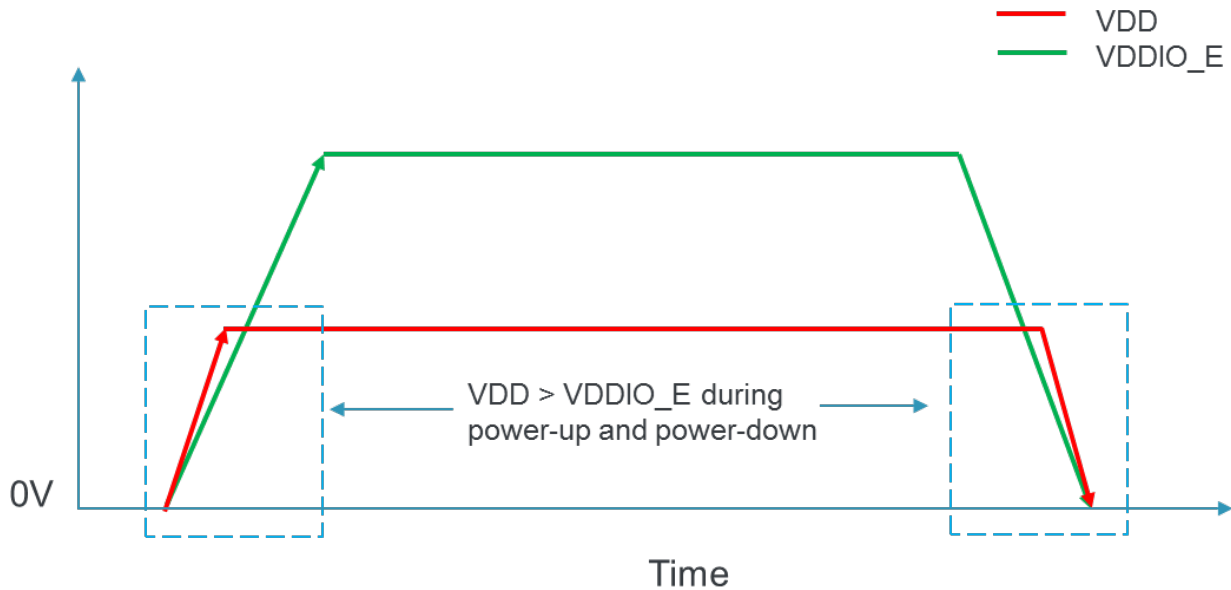 VDD
VDDIO_E
VDD > VDDIO_E during
power-up and power-down
0V
Time